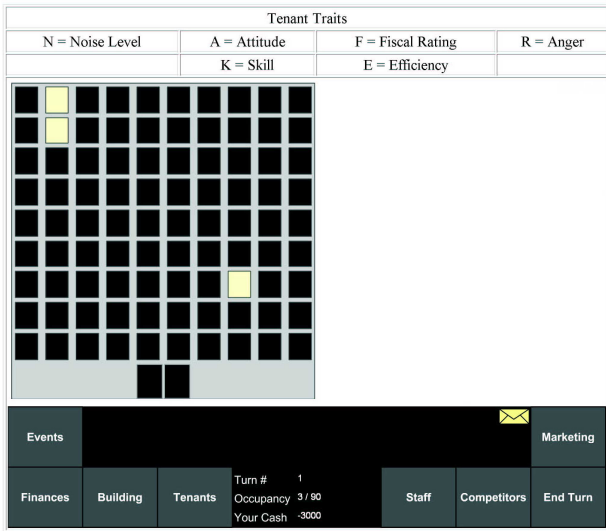 Tenant Traits
N = Noise Level A = Attitude F = Fiscal Rating R = Anger
K = Skill E = Efficiency
Events Marketing
Turn # 1
Finances Building Tenants Occupancy 3 / 90 Staff Competitors End Turn
Your Cash -3000